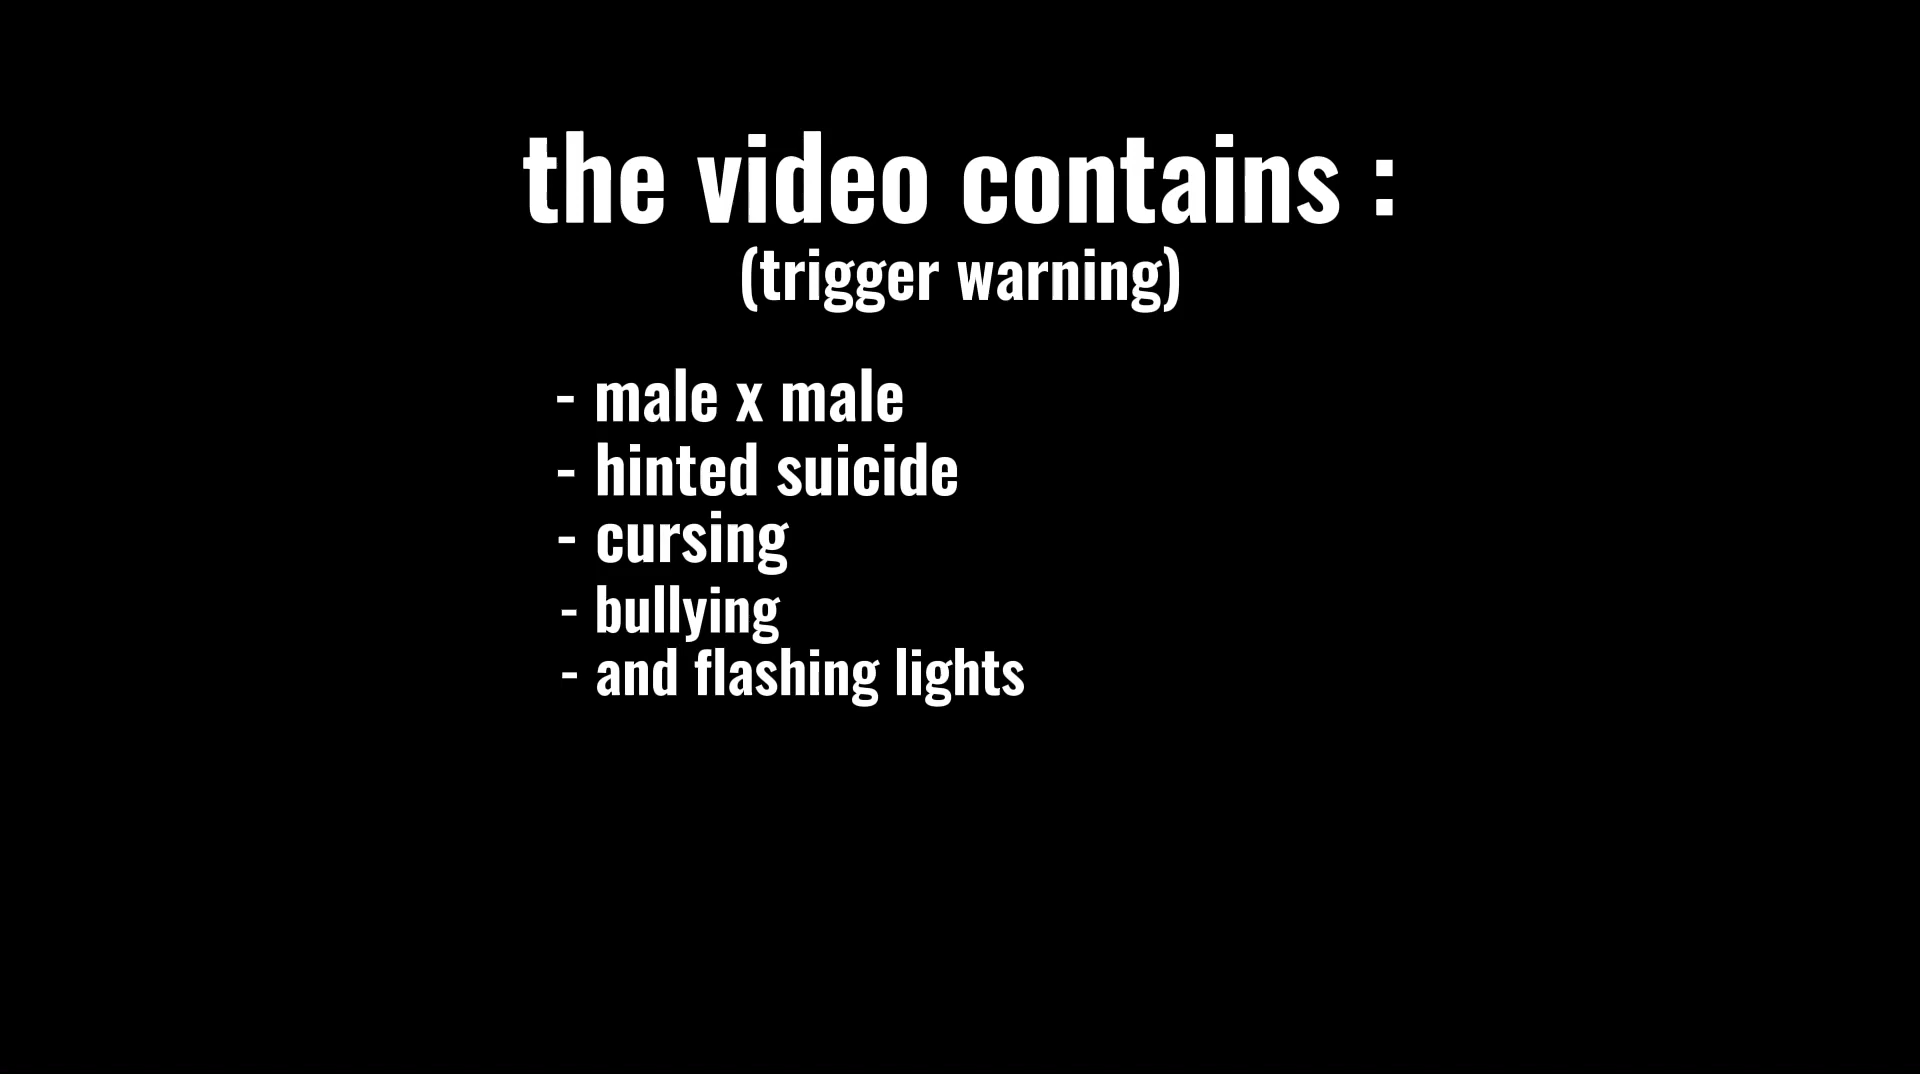 the video contains :
(trigger warning)
- male x male
- hinted suicide
- cursing
- bullying
- and flashing lights